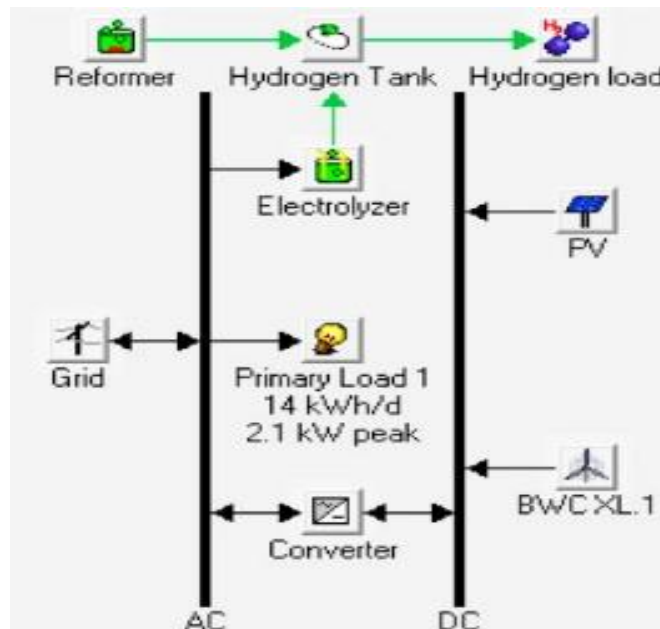 Reformer
Hydrogen Tank
H2
Hydrogen load
Electrolyzer
PV
Grid
Primary Load 1
14 kWh/d
2.1 kW peak
BWC XL.1
Converter
AC
DC